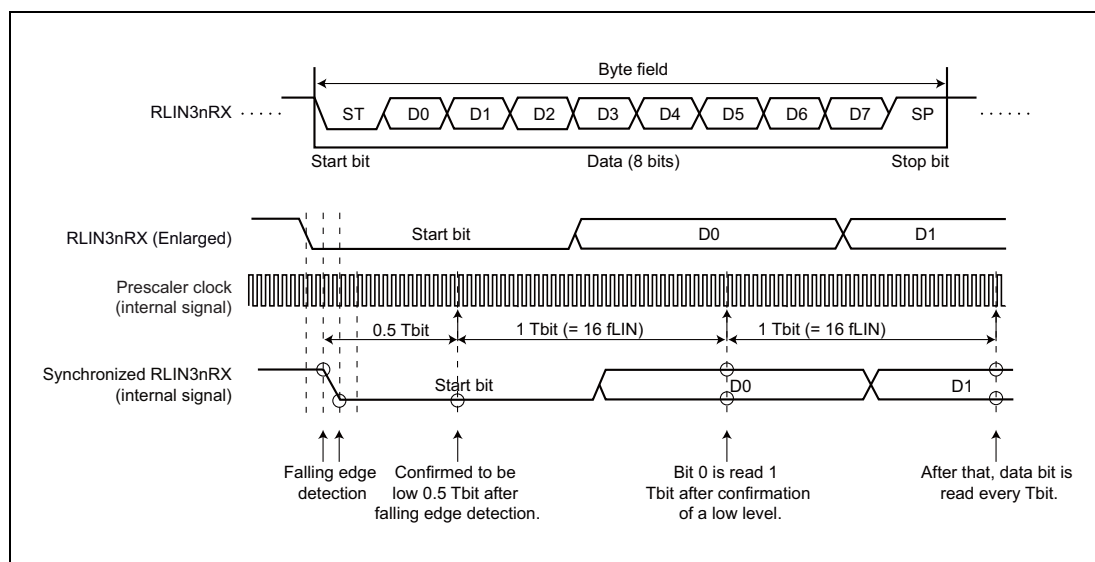 Byte field
RLIN3nRX
ST D0 D1 D2 D3 D4 D5 D6 D7 SP
Start bit Data (8 bits) Stop bit
RLIN3nRX (Enlarged)
Start bit D0 D1
Prescaler clock
(internal signal)
0.5 Tbit 1 Tbit (= 16 fLIN) 1 Tbit (= 16 fLIN)
Synchronized RLIN3nRX
(internal signal)
Start bit D0 D1
Falling edge
detection
Confirmed to be
low 0.5 Tbit after
falling edge detection.
Bit 0 is read 1
Tbit after confirmation
of a low level.
After that, data bit is
read every Tbit.